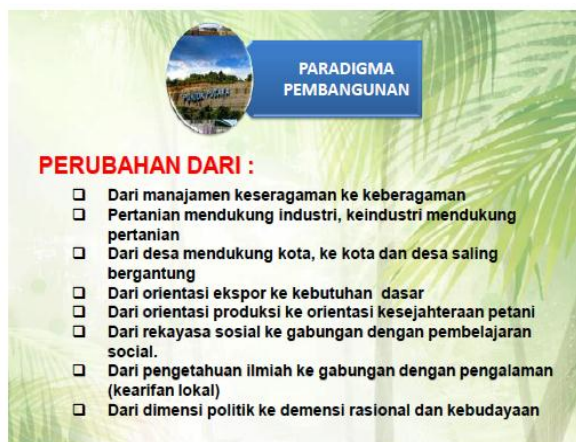 PARADIGMA
PEMBANGUNAN
PERUBAHAN DARI :
❑ Dari manajamen keseragaman ke keberagaman
❑ Pertanian mendukung industri, keindustri mendukung
pertanian
❑ Dari desa mendukung kota, ke kota dan desa saling
bergantung
❑ Dari orientasi ekspor ke kebutuhan dasar
❑ Dari orientasi produksi ke orientasi kesejahteraan petani
❑ Dari rekayasa sosial ke gabungan dengan pembelajaran
social.
❑ Dari pengetahuan ilmiah ke gabungan dengan pengalaman
(kearifan lokal)
❑ Dari dimensi politik ke demensi rasional dan kebudayaan